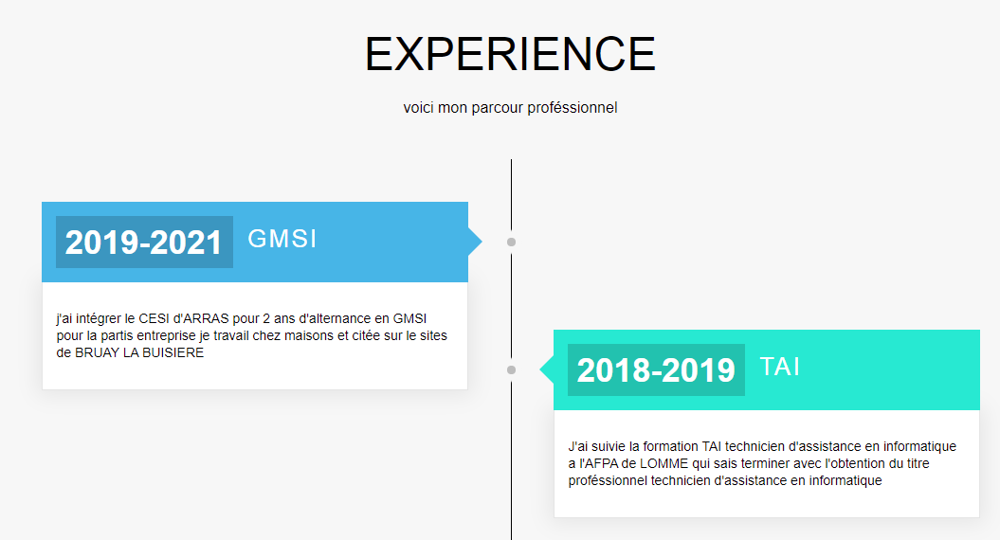 EXPERIENCE
voici mon parcour proféssionnel
2019-2021 GMSI
j'ai intégrer le CESI d'ARRAS pour 2 ans d'alternance en GMSI
pour la partis entreprise je travail chez maisons et citée sur le sites
de BRUAY LA BUISIERE
2018-2019 TAI
J'ai suivie la formation TAI technicien d'assistance en informatique
a l'AFPA de LOMME qui sais terminer avec l'obtention du titre
proféssionnel technicien d'assistance en informatique